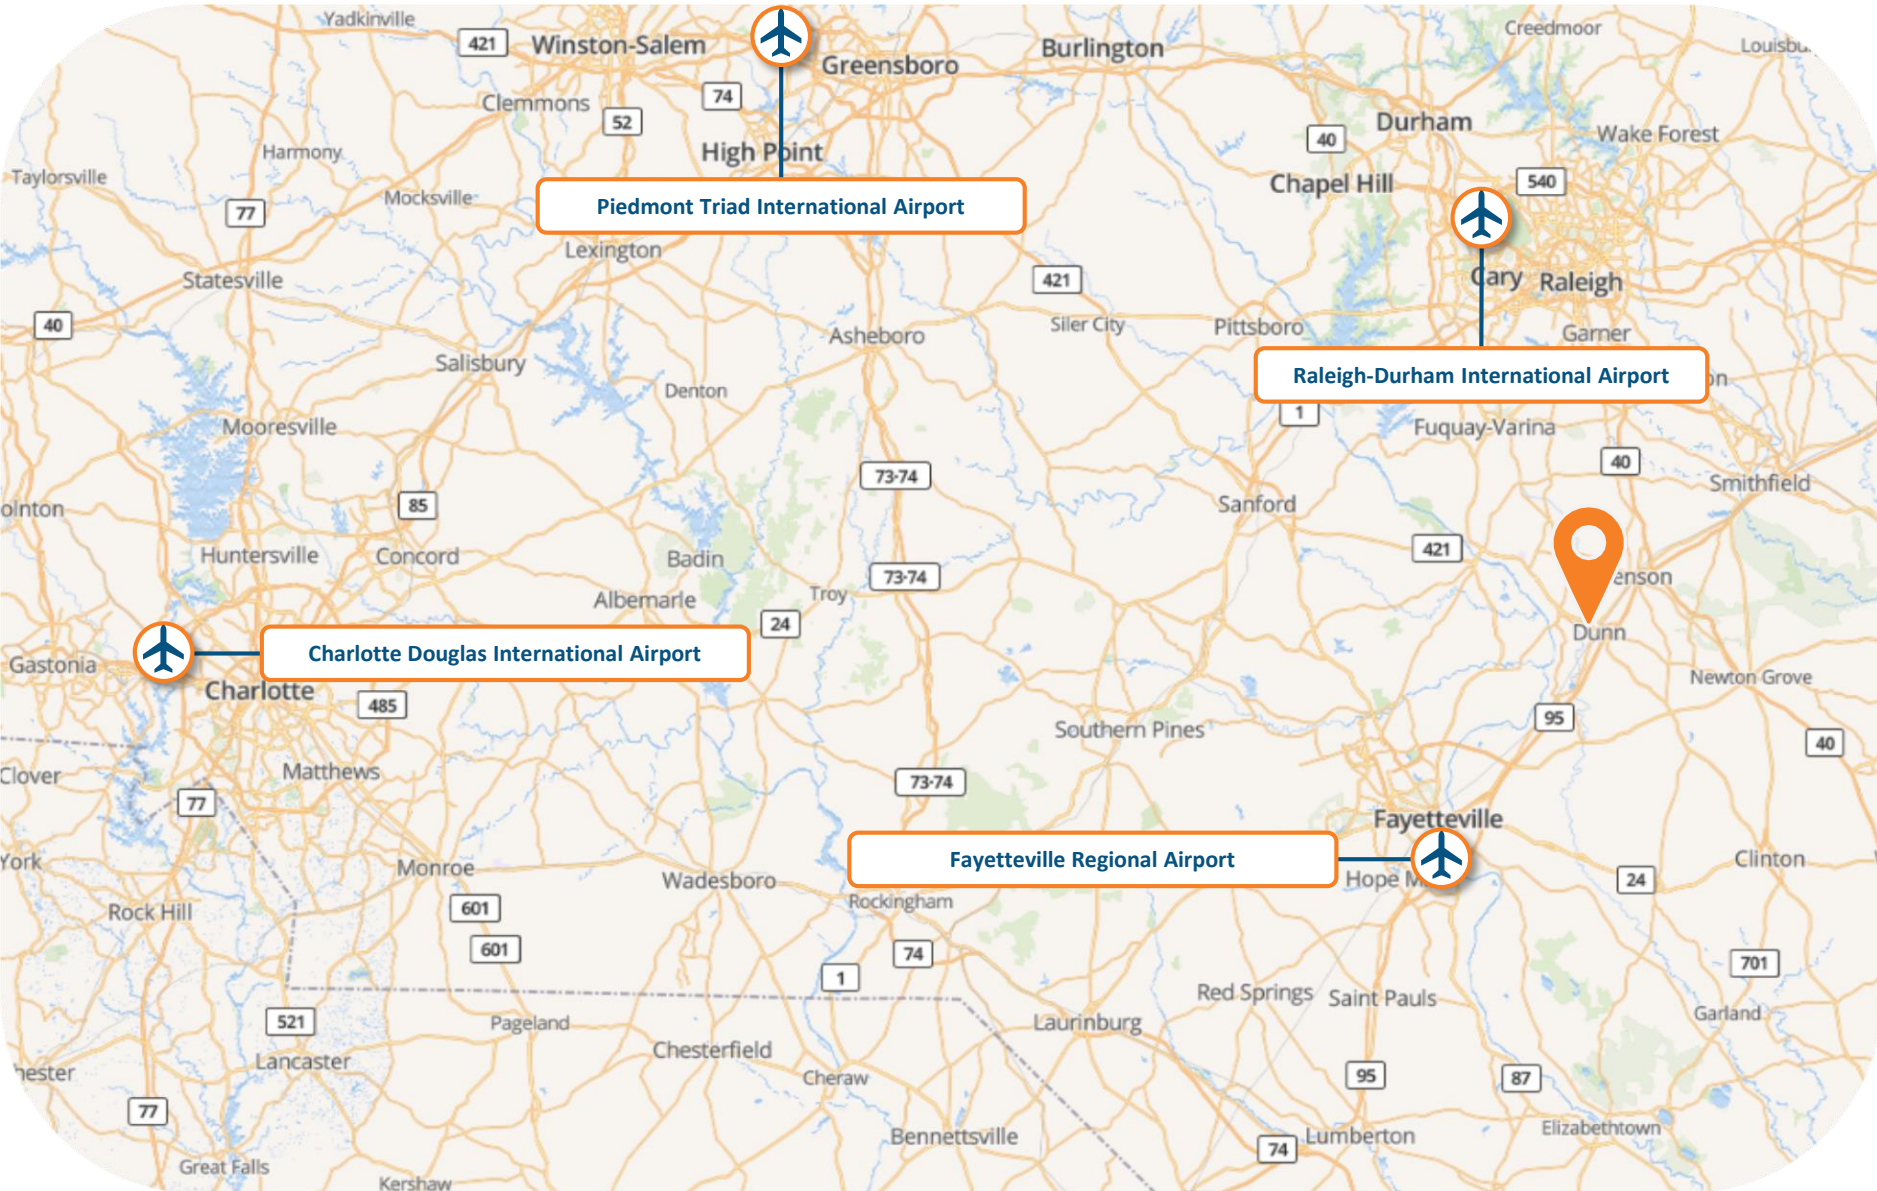 Yadkinville
421
Winston-Salem
Greensboro
Burlington
Creedmoor
Clemmons
74
52
Durham
40
Wake Forest
Harmony
High Point
Taylorsville
Mocksville
77
Chapel Hill
540
Piedmont Triad International Airport
Lexington
Statesville
421
Cary
Raleigh
40
Siler City
Pittsboro
Asheboro
Garner
Salisbury
Denton
Raleigh-Durham International Airport
on
1
Mooresville
Fuquay-Varina
40
73-74
Smithfield
85
Sanford
olnton
Huntersville
Concord
Badin
421
73-74
enson
Albemarle
Troy
24
Dunn
Charlotte Douglas International Airport
Gastonia
Charlotte
Newton Grove
485
95
Southern Pines
40
Clover
Matthews
73-74
77
Fayetteville
York
Monroe
Wadesboro
Fayetteville Regional Airport
Hope M
Clinton
24
Rockingham
Rock Hill
601
601
74
701
1
Red Springs
Saint Pauls
521
Pageland
Laurinburg
Garland
Lancaster
Chesterfield
hester
Cheraw
95
87
77
Bennettsville
Lumberton
Elizabethtown
74
Great Falls
Kershaw